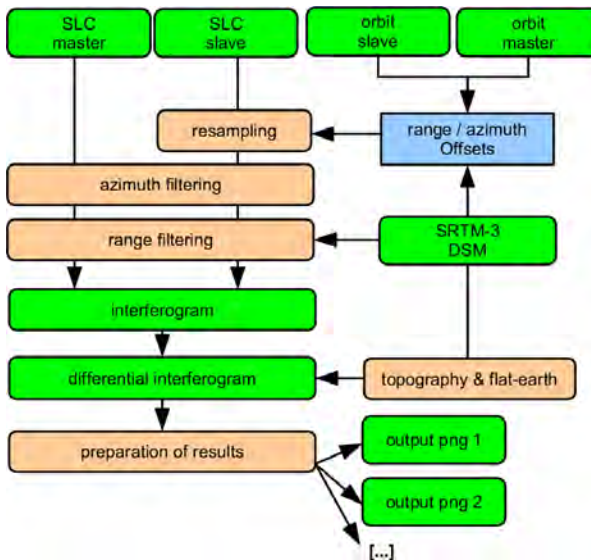 SLC
master
SLC
slave
orbit
slave
orbit
master
resampling
range / azimuth
Offsets
azimuth filtering
range filtering
SRTM-3
DSM
interferogram
differential interferogram
topography & flat-earth
preparation of results
output png 1
output png 2
[...]